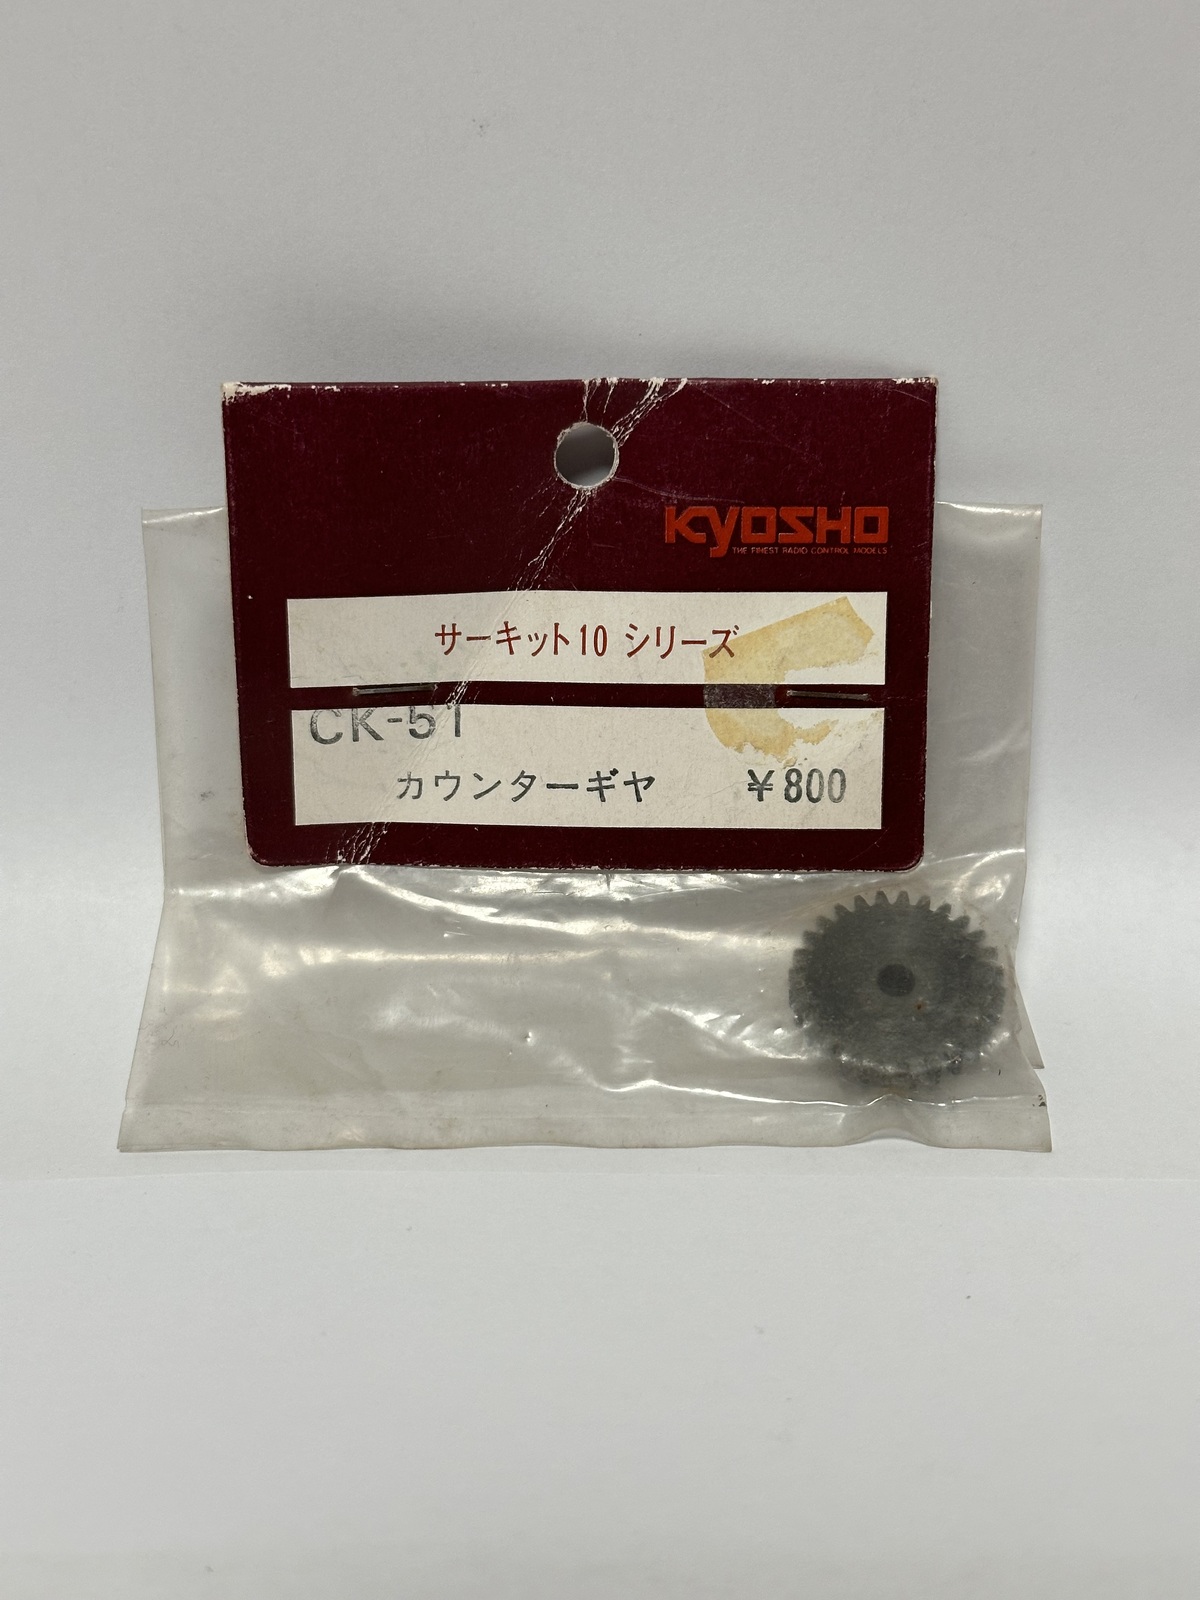 KYOSHO
THE FINEST RADIO CONTROL MODELS
サーキット10 シリーズ
CK-51
カウンターギヤ ¥800